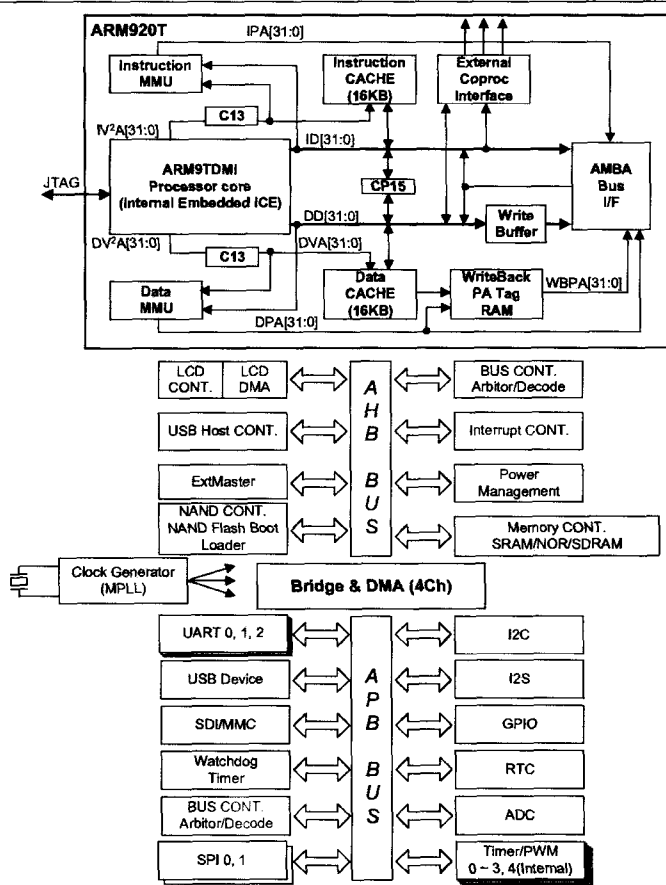 ARM920T
IPA[31:0]
Instruction
MMU
Instruction
CACHE
(16KB)
External
Coproc
Interface
C13
IV²A[31:0]
ID[31:0]
JTAG
ARM9TDMI
Processor core
(Internal Embedded ICE)
CP15
AMBA
Bus
I/F
DD[31:0]
Write
Buffer
DV²A[31:0]
DVA[31:0]
C13
Data
MMU
Data
CACHE
(16KB)
WriteBack
PA Tag
RAM
WBPA[31:0]
DPA[31:0]
LCD
CONT.
LCD
DMA
AHB BUS
BUS CONT.
Arbitor/Decode
USB Host CONT.
Interrupt CONT.
ExtMaster
Power
Management
NAND CONT.
NAND Flash Boot
Loader
Memory CONT.
SRAM/NOR/SDRAM
Clock Generator
(MPLL)
Bridge & DMA (4Ch)
UART 0, 1, 2
APB BUS
I2C
USB Device
I2S
SDI/MMC
GPIO
Watchdog
Timer
RTC
BUS CONT.
Arbitor/Decode
ADC
SPI 0, 1
Timer/PWM
0 ~ 3, 4(Internal)